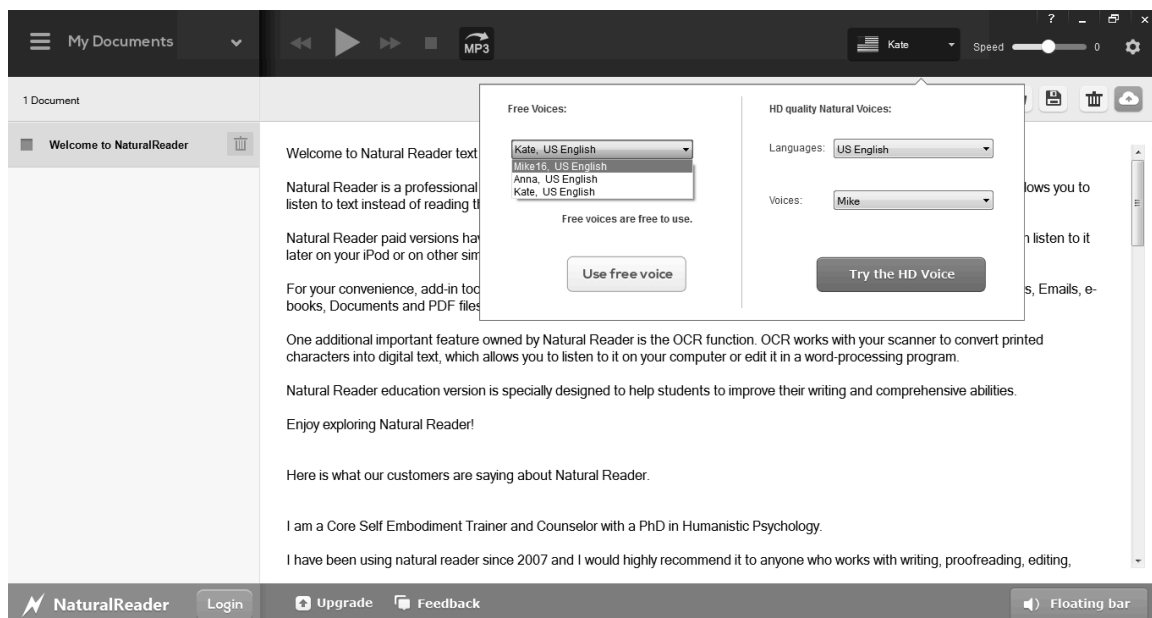 My Documents
MP3
Kate
Speed
0
?
1 Document
Welcome to NaturalReader
Free Voices:
Kate, US English
Mike16, US English
Anna, US English
Kate, US English
Free voices are free to use.
Use free voice
HD quality Natural Voices:
Languages: US English
Voices: Mike
Try the HD Voice
Welcome to Natural Reader text
Natural Reader is a professional lows you to
listen to text instead of reading
Natural Reader paid versions listen to it
later on your iPod or on other
For your convenience, add-in s, Emails, e-
books, Documents and PDF files
One additional important feature owned by Natural Reader is the OCR function. OCR works with your scanner to convert printed
characters into digital text, which allows you to listen to it on your computer or edit it in a word-processing program.
Natural Reader education version is specially designed to help students to improve their writing and comprehensive abilities.
Enjoy exploring Natural Reader!
Here is what our customers are saying about Natural Reader.
I am a Core Self Embodiment Trainer and Counselor with a PhD in Humanistic Psychology.
I have been using natural reader since 2007 and I would highly recommend it to anyone who works with writing, proofreading, editing,
NaturalReader
Login
Upgrade
Feedback
Floating bar